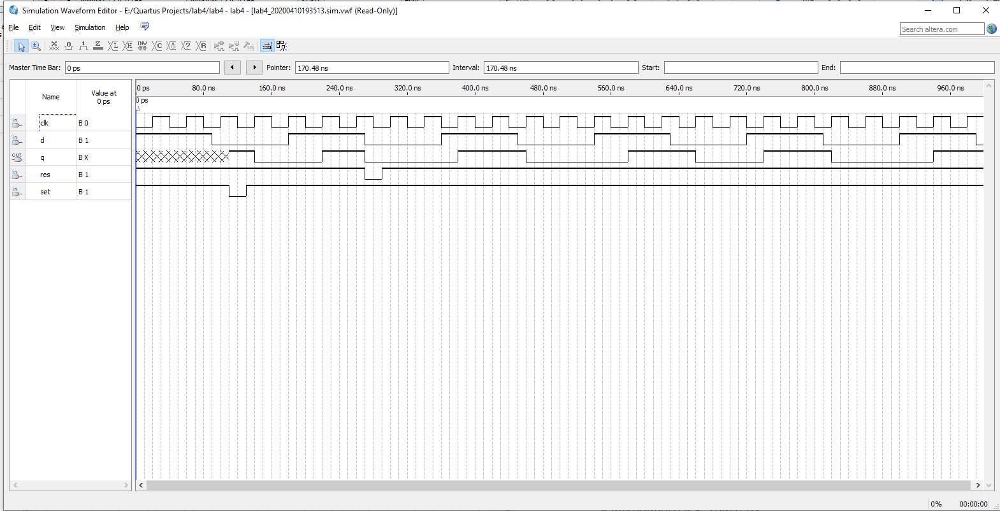 Simulation Waveform Editor - E:/Quartus Projects/lab4/lab4 - lab4 - [lab4_20200410193513.sim.vwf (Read-Only)]
File Edit View Simulation Help
Search altera.com
Master Time Bar: 0 ps Pointer: 170.48 ns Interval: 170.48 ns Start: End:
Name Value at 0 ps
0 ps 80.0 ns 160.0 ns 240.0 ns 320.0 ns 400.0 ns 480.0 ns 560.0 ns 640.0 ns 720.0 ns 800.0 ns 880.0 ns 960.0 ns
0 ps
in clk B 0
in d B 1
out q B X
in res B 1
in set B 1
0% 00:00:00